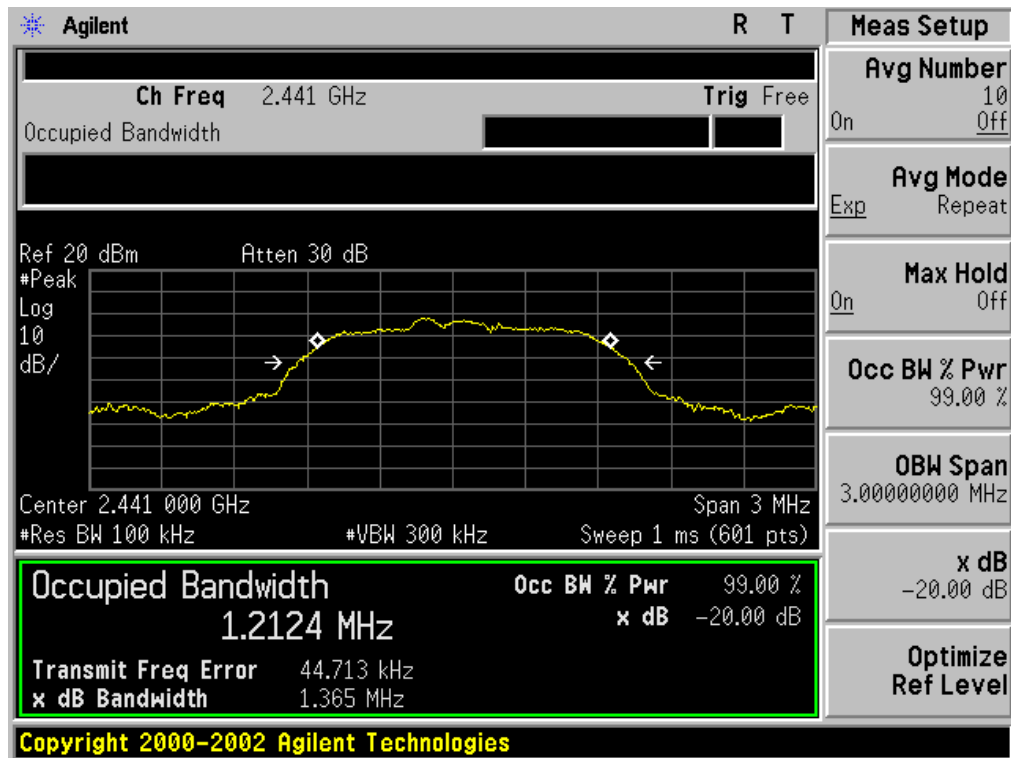 Agilent R T
Meas Setup
Ch Freq 2.441 GHz Trig Free
Occupied Bandwidth
Ref 20 dBm Atten 30 dB
#Peak
Log
10
dB/
Center 2.441 000 GHz Span 3 MHz
#Res BW 100 kHz #VBW 300 kHz Sweep 1 ms (601 pts)
Occupied Bandwidth Occ BW % Pwr 99.00 %
1.2124 MHz x dB -20.00 dB
Transmit Freq Error 44.713 kHz
x dB Bandwidth 1.365 MHz
Copyright 2000-2002 Agilent Technologies
Avg Number
10
On Off
Avg Mode
Exp Repeat
Max Hold
On Off
Occ BW % Pwr
99.00 %
OBW Span
3.00000000 MHz
x dB
-20.00 dB
Optimize
Ref Level